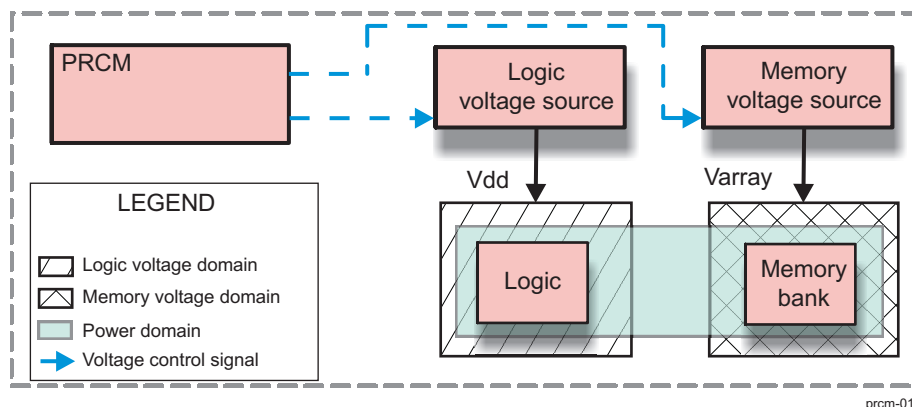 PRCM
Logic
voltage source
Memory
voltage source
Vdd
Varray
LEGEND
Logic voltage domain
Memory voltage domain
Power domain
Voltage control signal
Logic
Memory
bank
prcm-01